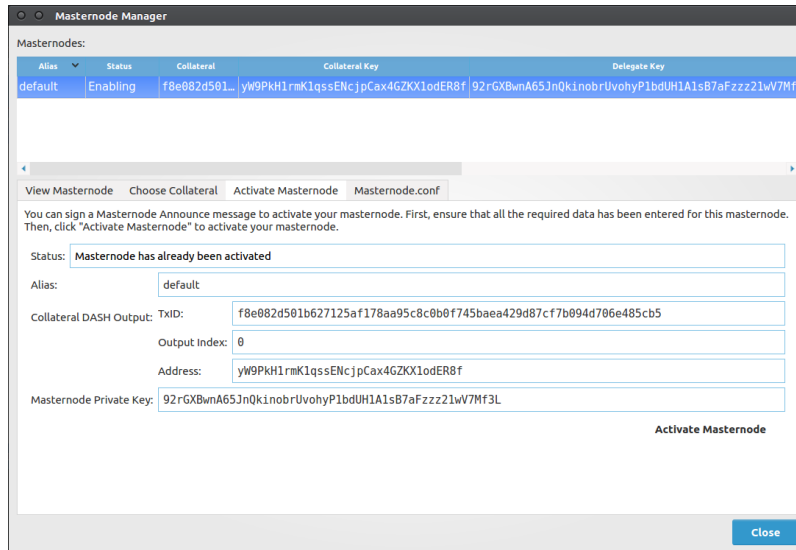 Masternode Manager
Masternodes:
Alias Status Collateral Collateral Key Delegate Key
default Enabling f8e082d501... yW9PkH1rmK1qssENcjpCax4GZKX1odER8f 92rGXBwnA65JnQkinobrUvohyP1bdUH1A1sB7aFzzz21wV7Mf
View Masternode Choose Collateral Activate Masternode Masternode.conf
You can sign a Masternode Announce message to activate your masternode. First, ensure that all the required data has been entered for this masternode.
Then, click "Activate Masternode" to activate your masternode.
Status: Masternode has already been activated
Alias: default
Collateral DASH Output: TxID: f8e082d501b627125af178aa95c8c0b0f745baea429d87cf7b094d706e485cb5
Output Index: 0
Address: yW9PkH1rmK1qssENcjpCax4GZKX1odER8f
Masternode Private Key: 92rGXBwnA65JnQkinobrUvohyP1bdUH1A1sB7aFzzz21wV7Mf3L
Activate Masternode
Close